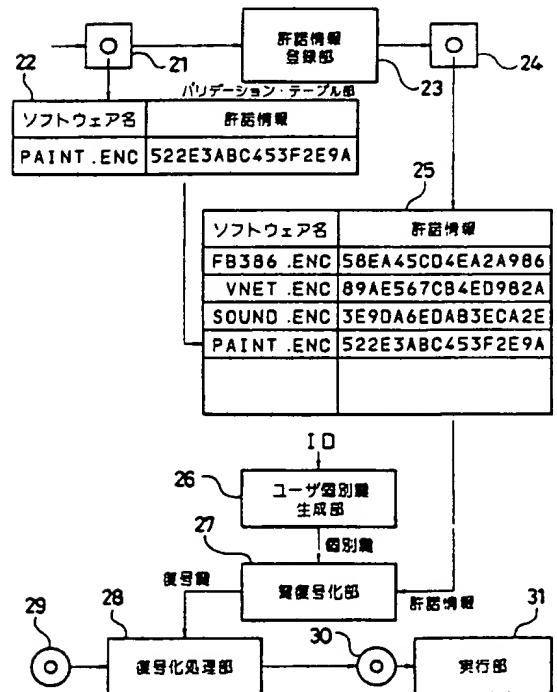 許諾情報
登録部
21
22
23
24
バリデーション・テーブル部
ソフトウェア名 許諾情報
PAINT.ENC 522E3ABC453F2E9A
25
ソフトウェア名 許諾情報
FB386.ENC 58EA45CD4EA2A986
VNET.ENC 89AE567CB4ED982A
SOUND.ENC 3E9DA6EDA83ECA2E
PAINT.ENC 522E3ABC453F2E9A
ID
26
ユーザ個別鍵
生成部
27
個別鍵
復号鍵
鍵復号化部
許諾情報
29
28
30
31
復号化処理部
実行部